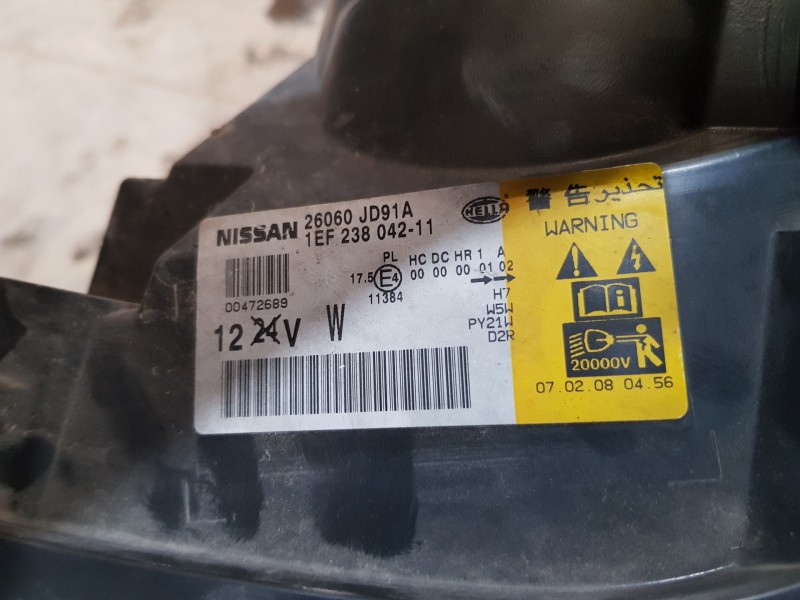 NISSAN 26060 JD91A
1EF 238 042-11
HELLA
PL HC DC HR 1 A
17.5 E4 00 00 00 01 02
11384
00472689
12 24 V W
H7
W5W
PY21W
D2R
警告 تحذير
WARNING
i
20000V
07.02.08 04.56